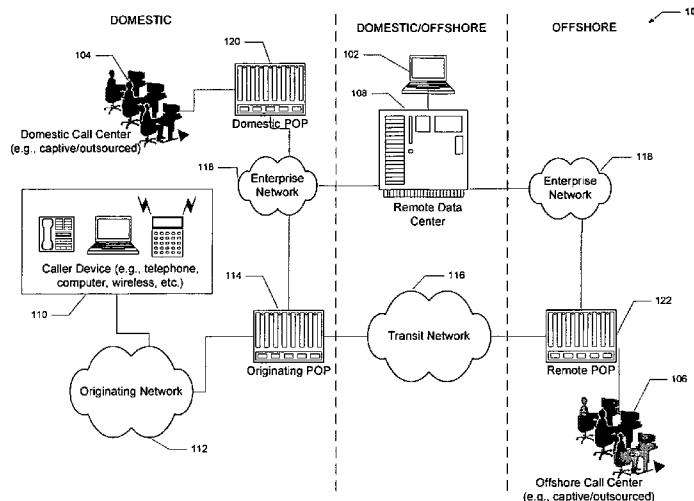 DOMESTIC
DOMESTIC/OFFSHORE
OFFSHORE
10
104
120
102
108
Domestic POP
Domestic Call Center
(e.g., captive/outsourced)
118
Enterprise
Network
Remote Data
Center
118
Enterprise
Network
Caller Device (e.g., telephone,
computer, wireless, etc.)
110
114
116
122
Originating Network
112
Originating POP
Transit Network
Remote POP
106
Offshore Call Center
(e.g., captive/outsourced)